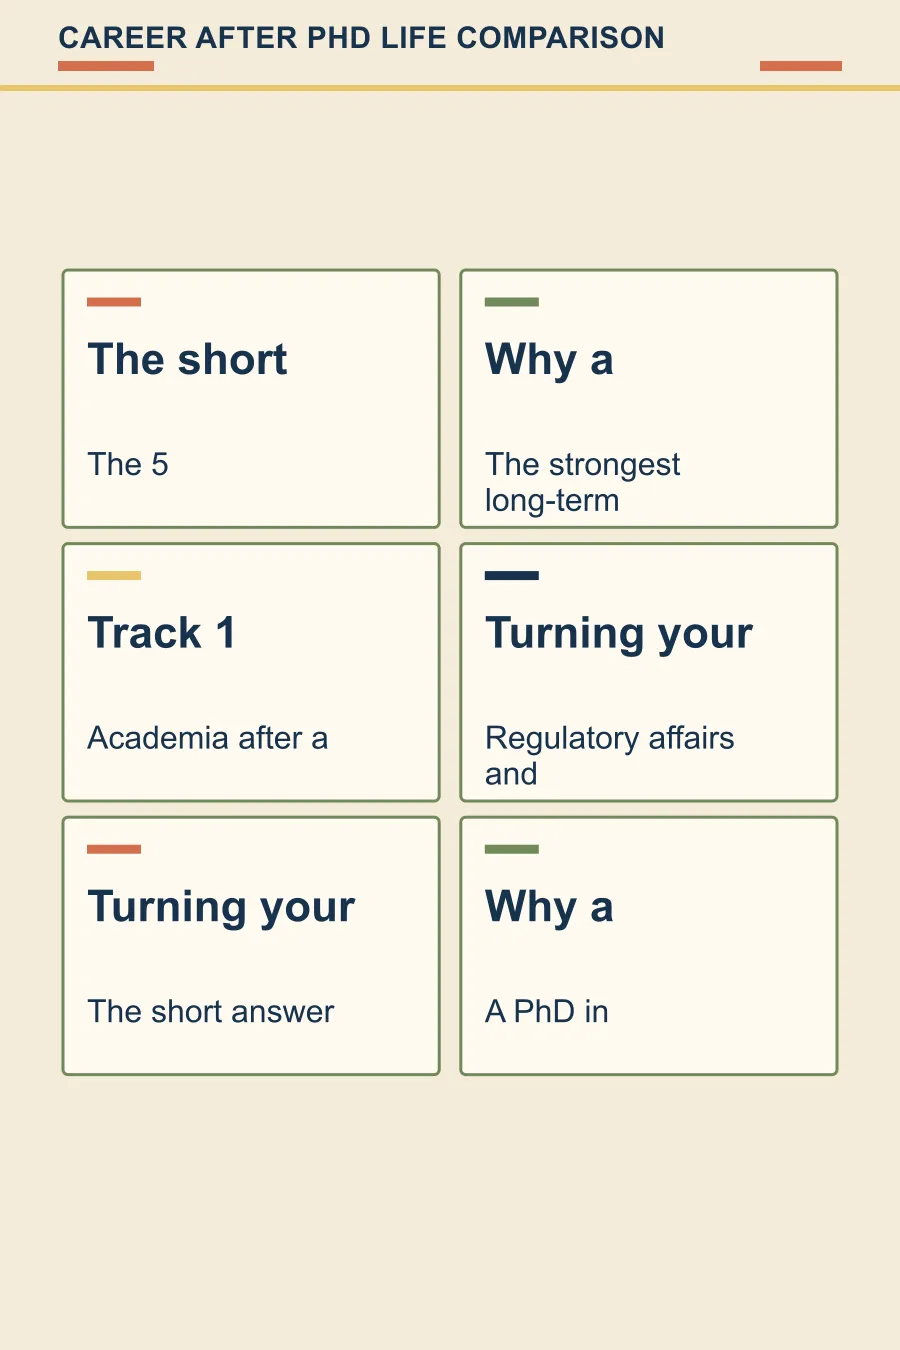 CAREER AFTER PHD LIFE COMPARISON
The short
The 5
Why a
The strongest
long-term
Track 1
Academia after a
Turning your
Regulatory affairs
and
Turning your
The short answer
Why a
A PhD in